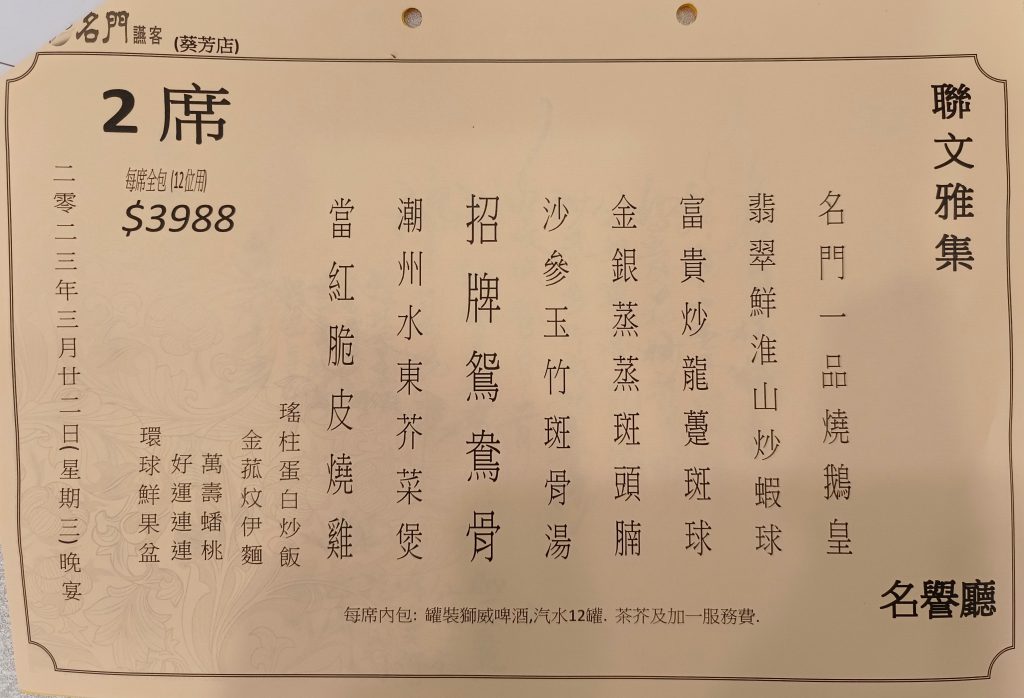 名門讌客 (葵芳店)
聯文雅集
名譽廳
名門一品燒鵝皇
翡翠鮮淮山炒蝦球
富貴炒龍躉斑球
金銀蒸蒸斑頭腩
沙參玉竹斑骨湯
招牌鴛鴦骨
潮州水東芥菜煲
當紅脆皮燒雞
瑤柱蛋白炒飯
金菰炆伊麵
萬壽蟠桃
好運連連
環球鮮果盆
2 席
每席全包 (12位用)
$3988
二零二三年三月廿二日(星期三)晚宴
每席內包: 罐裝獅威啤酒,汽水12罐. 茶芥及加一服務費.